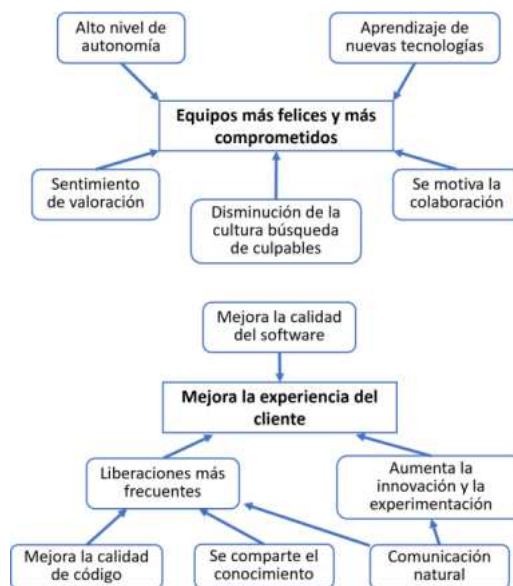 Alto nivel de
autonomía
Aprendizaje de
nuevas tecnologías
Equipos más felices y más
comprometidos
Sentimiento
de valoración
Disminución de la
cultura búsqueda
de culpables
Se motiva la
colaboración
Mejora la calidad
del software
Mejora la experiencia del
cliente
Liberaciones más
frecuentes
Aumenta la
innovación y la
experimentación
Mejora la calidad
de código
Se comparte el
conocimiento
Comunicación
natural